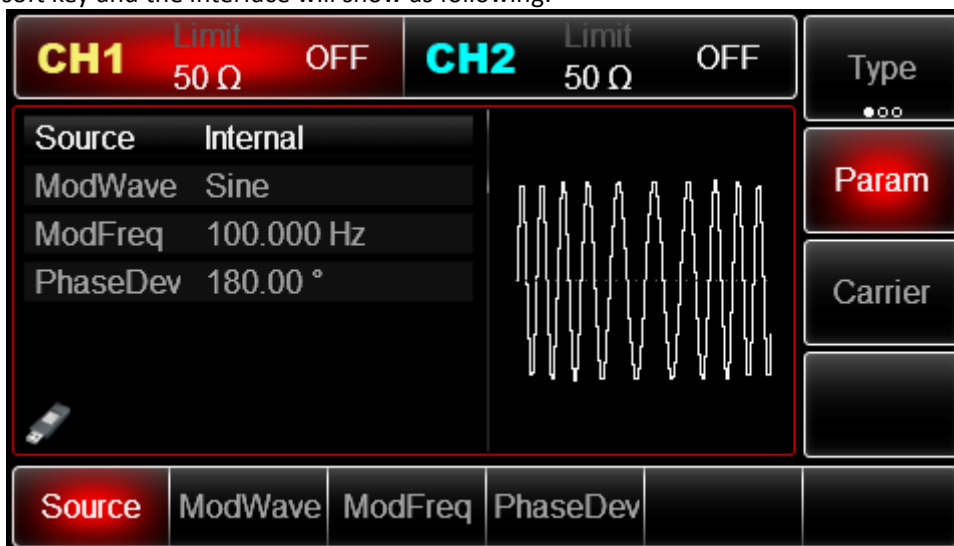 soft key and the interface will show as following:
CH1 Limit 50 Ω OFF CH2 Limit 50 Ω OFF
Type
Source Internal
ModWave Sine
ModFreq 100.000 Hz
PhaseDev 180.00 °
Param
Carrier
Source ModWave ModFreq PhaseDev